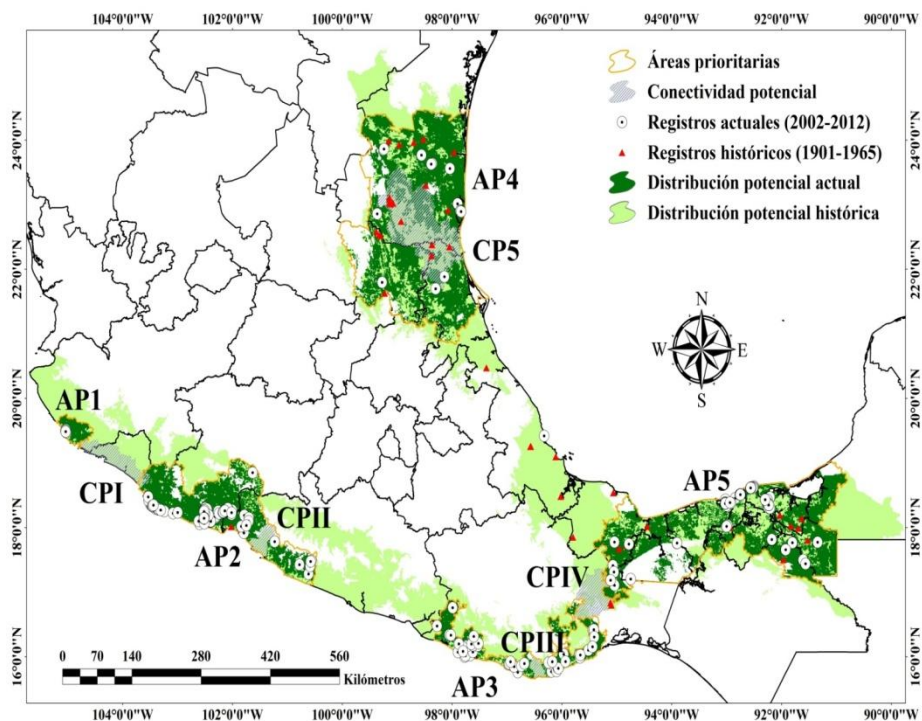 104°0'0"W 102°0'0"W 100°0'0"W 98°0'0"W 96°0'0"W 94°0'0"W 92°0'0"W 90°0'0"W
Áreas prioritarias
Conectividad potencial
Registros actuales (2002-2012)
Registros históricos (1901-1965)
Distribución potencial actual
Distribución potencial histórica
24°0'0"N
22°0'0"N
20°0'0"N
18°0'0"N
16°0'0"N
24°0'0"N
22°0'0"N
20°0'0"N
18°0'0"N
16°0'0"N
AP4
CP5
N
W E
S
AP1
CPI
AP2
CPII
AP5
CPIV
CPIII
AP3
0 70 140 280 420 560
Kilómetros
104°0'0"W 102°0'0"W 100°0'0"W 98°0'0"W 96°0'0"W 94°0'0"W 92°0'0"W 90°0'0"W